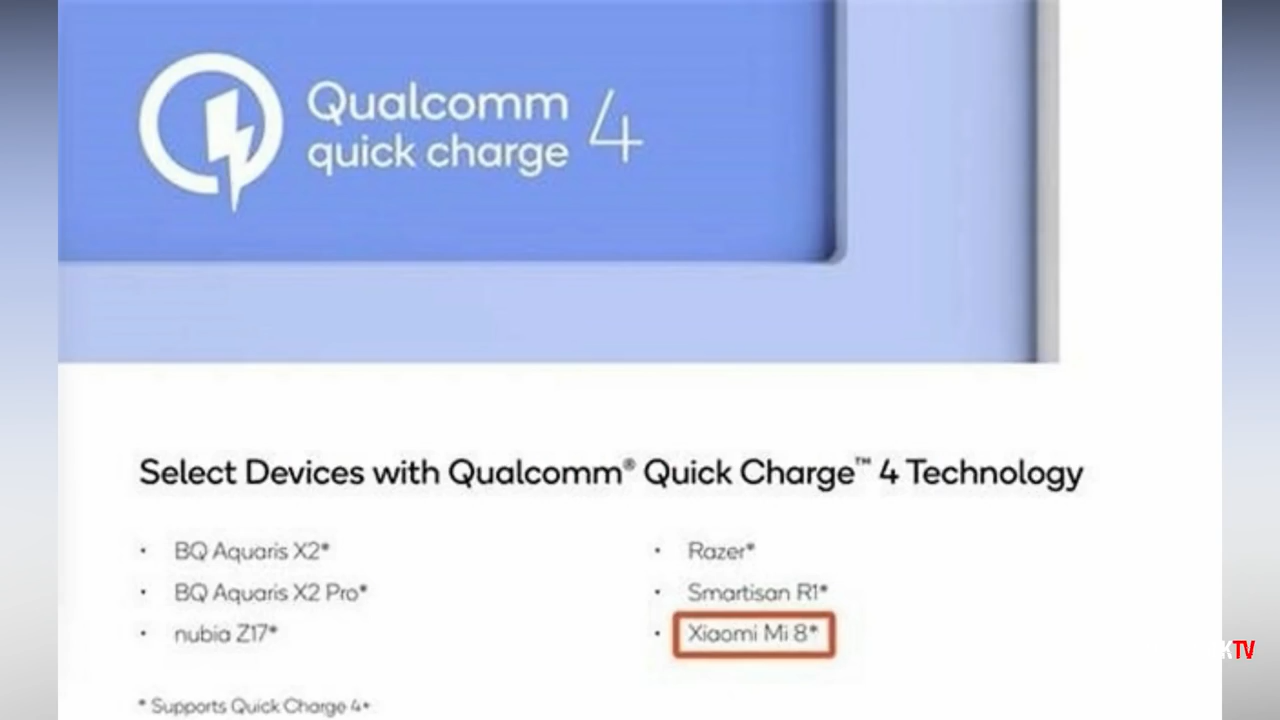 Qualcomm
quick charge 4
Select Devices with Qualcomm® Quick Charge™ 4 Technology
· BQ Aquaris X2*
· BQ Aquaris X2 Pro*
· nubia Z17*
· Razer*
· Smartisan R1*
· Xiaomi Mi 8*
* Supports Quick Charge 4+
KTV